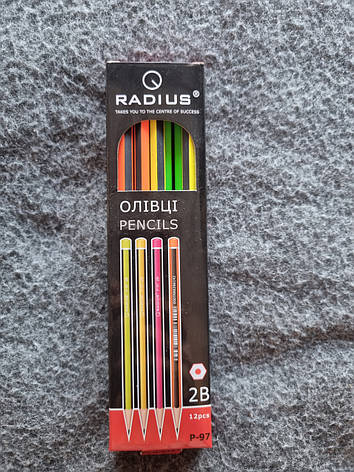 RADIUS®
TAKES YOU TO THE CENTRE OF SUCCESS
ОЛІВЦІ
PENCILS
2B
12pcs
P-97